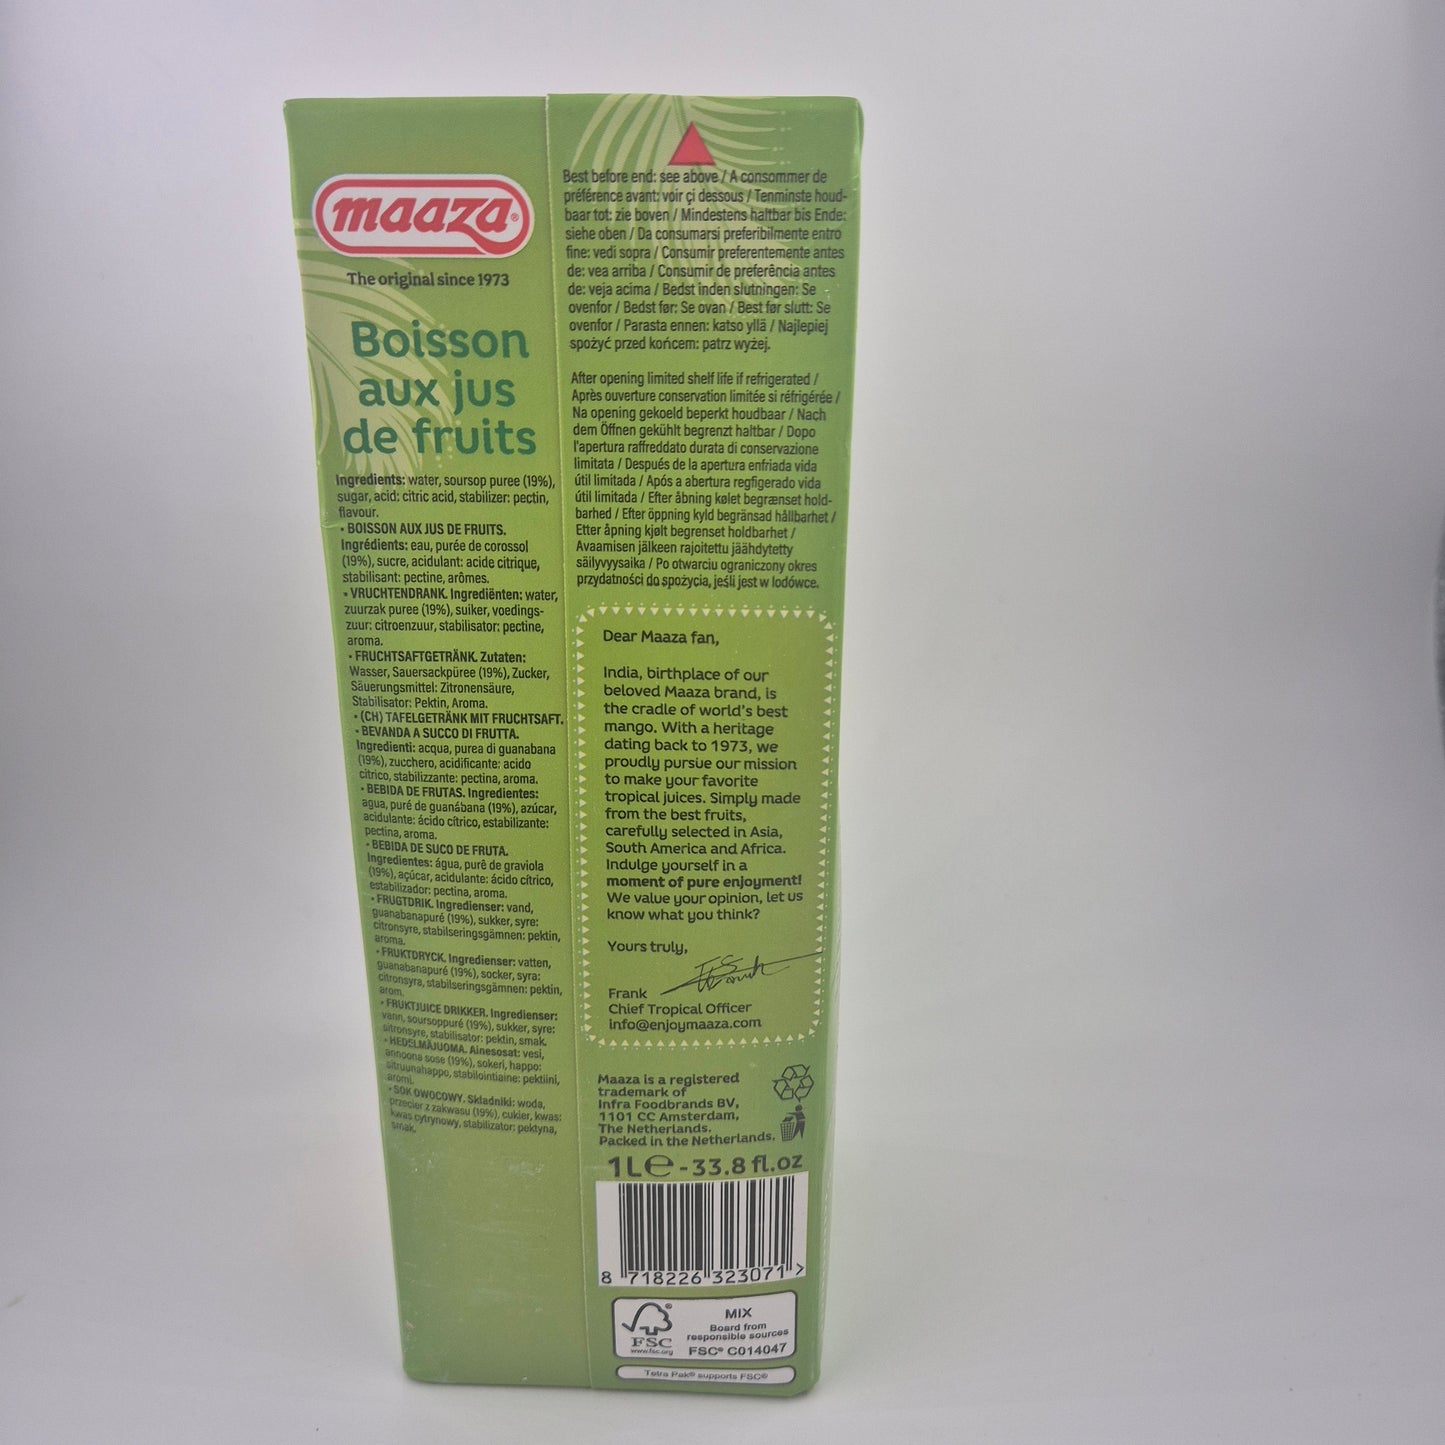 maaza®
The original since 1973
Boisson
aux jus
de fruits
Ingredients: water, soursop puree (19%),
sugar, acid: citric acid, stabilizer: pectin,
flavour.
• BOISSON AUX JUS DE FRUITS.
Ingrédients: eau, purée de corossol
(19%), sucre, acidulant: acide citrique,
stabilisant: pectine, arômes.
• VRUCHTENDRANK. Ingrediënten: water,
zuurzak puree (19%), suiker, voedings-
zuur: citroenzuur, stabilisator: pectine,
aroma.
• FRUCHTSAFTGETRÄNK. Zutaten:
Wasser, Sauersackpüree (19%), Zucker,
Säuerungsmittel: Zitronensäure,
Stabilisator: Pektin, Aroma.
• (CH) TAFELGETRÄNK MIT FRUCHTSAFT.
• BEVANDA A SUCCO DI FRUTTA.
Ingredienti: acqua, purea di guanabana
(19%), zucchero, acidificante: acido
citrico, stabilizzante: pectina, aroma.
• BEBIDA DE FRUTAS. Ingredientes:
agua, puré de guanábana (19%), azúcar,
acidulante: ácido cítrico, estabilizante:
pectina, aroma.
• BEBIDA DE SUCO DE FRUTA.
Ingredientes: água, purê de graviola
(19%), açúcar, acidulante: ácido cítrico,
estabilizador: pectina, aroma.
• FRUGTDRIK. Ingredienser: vand,
guanabanapuré (19%), sukker, syre:
citronsyre, stabilseringsgämnen: pektin,
aroma.
• FRUKTDRYCK. Ingredienser: vatten,
guanabanapuré (19%), socker, syra:
citronsyra, stabilseringsgämnen: pektin,
arom.
• FRUKTJUICE DRIKKER. Ingredienser:
vann, soursoppuré (19%), sukker, syre:
sitronsyre, stabilisator: pektin, smak.
• HEDELMÄJUOMA. Ainesosat: vesi,
annoona sose (19%), sokeri, happo:
sitruunahappo, stabilointiaine: pektiini,
aromi.
• SOK OWOCOWY. Składniki: woda,
przecier z zakwasu (19%), cukier, kwas:
kwas cytrynowy, stabilizator: pektyna,
smak.
Best before end: see above / A consommer de
préférence avant: voir çi dessous / Tenminste houd-
baar tot: zie boven / Mindestens haltbar bis Ende:
siehe oben / Da consumarsi preferibilmente entro
fine: vedi sopra / Consumir preferentemente antes
de: vea arriba / Consumir de preferência antes
de: veja acima / Bedst inden slutningen: Se
ovenfor / Bedst før: Se ovan / Best før slutt: Se
ovenfor / Parasta ennen: katso yllä / Najlepiej
spożyć przed końcem: patrz wyżej.
After opening limited shelf life if refrigerated /
Après ouverture conservation limitée si réfrigérée /
Na opening gekoeld beperkt houdbaar / Nach
dem Öffnen gekühlt begrenzt haltbar / Dopo
l'apertura raffreddato durata di conservazione
limitata / Después de la apertura enfriada vida
útil limitada / Após a abertura regfigerado vida
útil limitada / Efter åbning kølet begrænset hold-
barhed / Efter öppning kyld begränsad hållbarhet /
Etter åpning kjølt begrenset holdbarhet /
Avaamisen jälkeen rajoitettu jäähdytetty
säilyvyysaika / Po otwarciu ograniczony okres
przydatności do spożycia, jeśli jest w lodówce.
Dear Maaza fan,
India, birthplace of our
beloved Maaza brand, is
the cradle of world's best
mango. With a heritage
dating back to 1973, we
proudly pursue our mission
to make your favorite
tropical juices. Simply made
from the best fruits,
carefully selected in Asia,
South America and Africa.
Indulge yourself in a
moment of pure enjoyment!
We value your opinion, let us
know what you think?
Yours truly,
Frank
Chief Tropical Officer
info@enjoymaaza.com
Maaza is a registered
trademark of
Infra Foodbrands BV,
1101 CC Amsterdam,
The Netherlands.
Packed in the Netherlands.
1L℮ - 33.8 fl.oz
8 718226 323071 >
FSC
www.fsc.org
MIX
Board from
responsible sources
FSC® C014047
Tetra Pak® supports FSC®